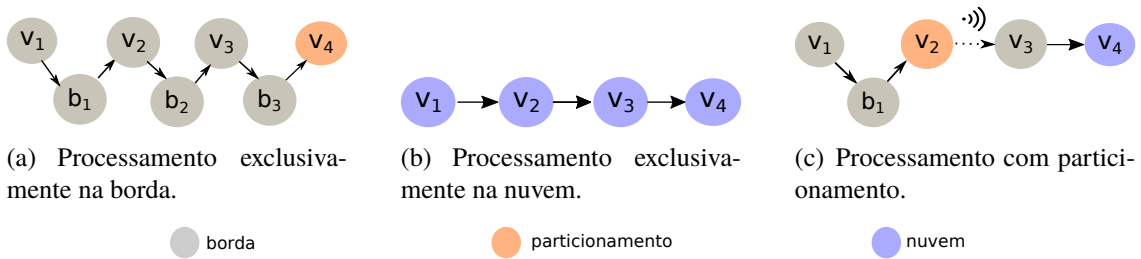 v1 v2 v3 v4
b1 b2 b3
v1 v2 v3 v4
v1 v2 v3 v4
b1
(a) Processamento exclusiva-
mente na borda.
(b) Processamento exclusiva-
mente na nuvem.
(c) Processamento com partici-
onamento.
borda
particionamento
nuvem